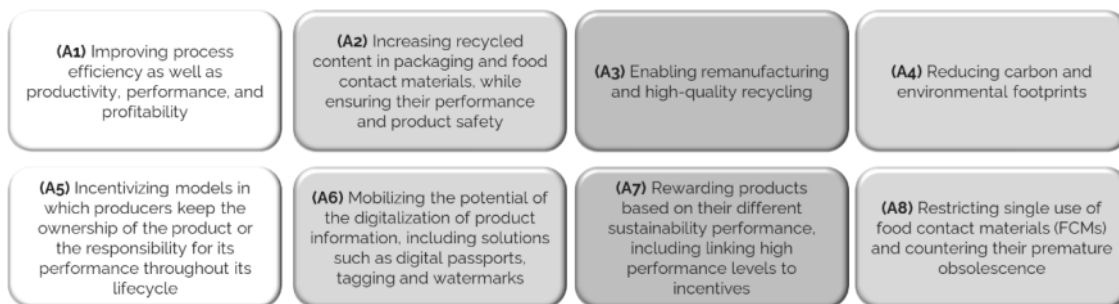 (A1) Improving process
efficiency as well as
productivity, performance, and
profitability
(A2) Increasing recycled
content in packaging and food
contact materials, while
ensuring their performance
and product safety
(A3) Enabling remanufacturing
and high-quality recycling
(A4) Reducing carbon and
environmental footprints
(A5) Incentivizing models in
which producers keep the
ownership of the product or
the responsibility for its
performance throughout its
lifecycle
(A6) Mobilizing the potential of
the digitalization of product
information, including solutions
such as digital passports,
tagging and watermarks
(A7) Rewarding products
based on their different
sustainability performance,
including linking high
performance levels to
incentives
(A8) Restricting single use of
food contact materials (FCMs)
and countering their premature
obsolescence